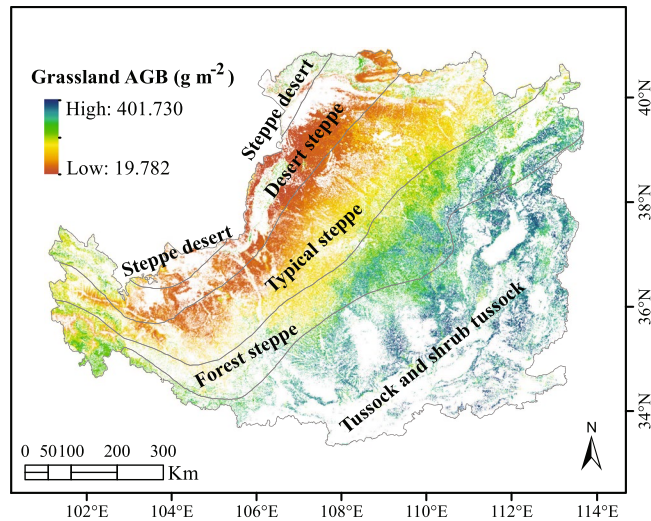 Grassland AGB (g m-2)
High: 401.730
Low: 19.782
Steppe desert
Desert steppe
Steppe desert
Typical steppe
Forest steppe
Tussock and shrub tussock
40°N
38°N
36°N
34°N
N
0 50100 200 300
Km
102°E 104°E 106°E 108°E 110°E 112°E 114°E